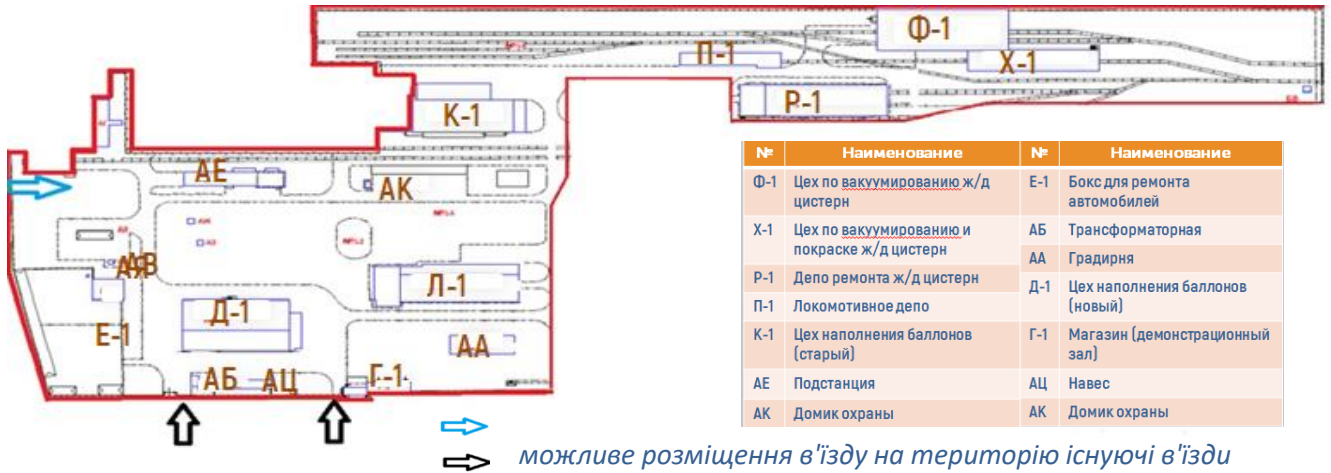 Ф-1
П-1
Х-1
Р-1
К-1
АЕ
АК
АВ
Л-1
Д-1
Е-1
АА
АБ
АЦ
Г-1
№ Наименование № Наименование
Ф-1 Цех по вакуумированию ж/д цистерн
Х-1 Цех по вакуумированию и покраске ж/д цистерн
Р-1 Депо ремонта ж/д цистерн
П-1 Локомотивное депо
К-1 Цех наполнения баллонов (старый)
АЕ Подстанция
АК Домик охраны
Е-1 Бокс для ремонта автомобилей
АБ Трансформаторная
АА Градирня
Д-1 Цех наполнения баллонов (новый)
Г-1 Магазин (демонстрационный зал)
АЦ Навес
АК Домик охраны
можливе розміщення в'їзду на територію існуючі в'їзди